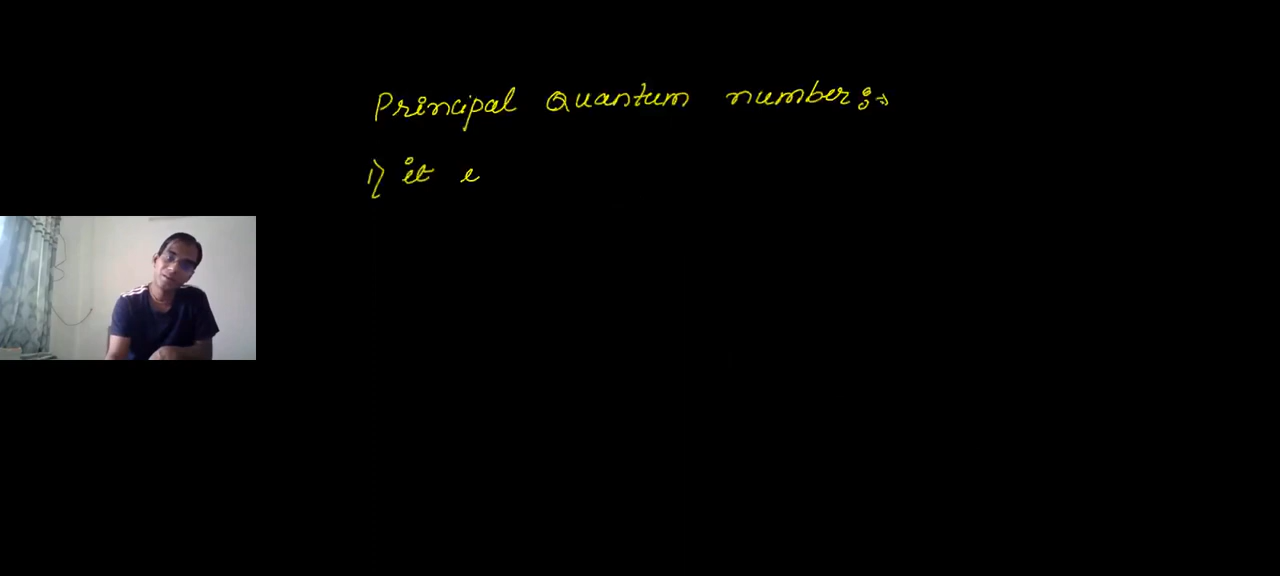 Principal Quantum number :→
1) it